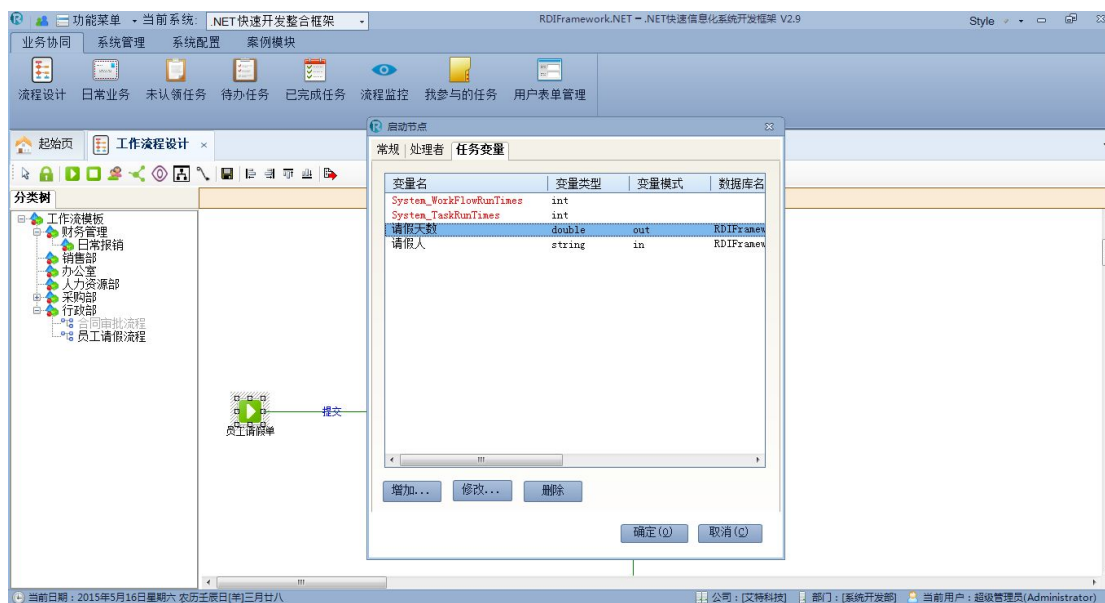 功能菜单 当前系统: .NET快速开发整合框架 RDIFramework.NET - .NET快速信息化系统开发框架 V2.9 Style
业务协同 系统管理 系统配置 案例模块
流程设计 日常业务 未认领任务 待办任务 已完成任务 流程监控 我参与的任务 用户表单管理
启动节点
起始页 工作流程设计
常规 处理者 任务变量
分类树
变量名 变量类型 变量模式 数据库名
System_WorkFlowRunTimes int
System_TaskRunTimes int
请假天数 double out RDIFramew
请假人 string in RDIFramew
工作流模板
财务管理
日常报销
销售部
办公室
人力资源部
采购部
行政部
合同审批流程
员工请假流程
提交
员工请假单
增加... 修改... 删除
确定(O) 取消(C)
当前日期：2015年5月16日星期六 农历壬辰日[羊]三月廿八 公司：[艾特科技] 部门：[系统开发部] 当前用户：超级管理员(Administrator)